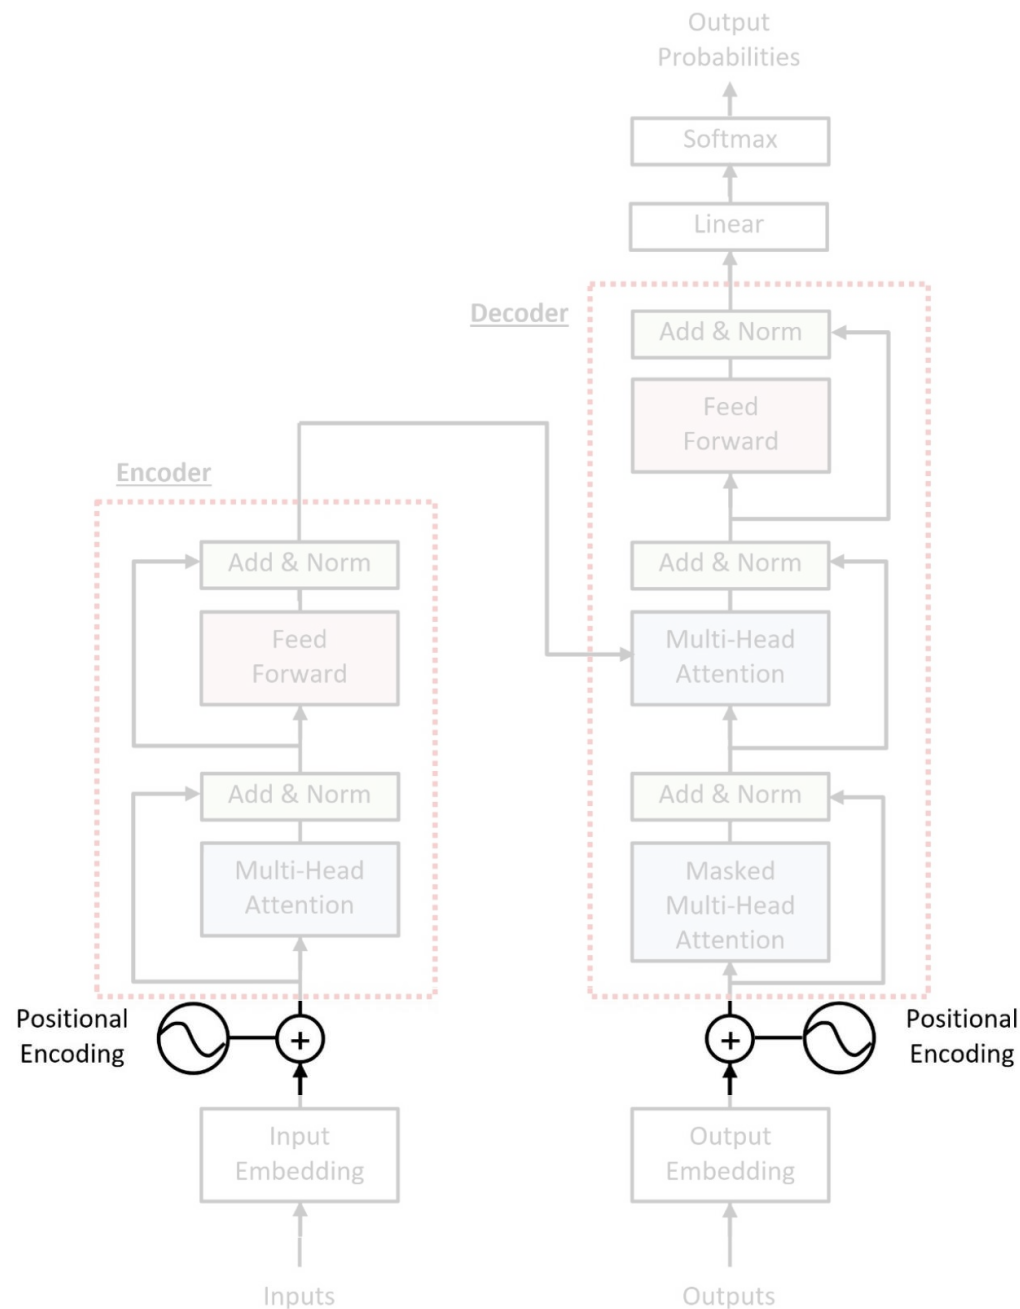 Output
Probabilities
Softmax
Linear
Decoder
Add & Norm
Feed
Forward
Encoder
Add & Norm
Add & Norm
Feed
Forward
Multi-Head
Attention
Add & Norm
Add & Norm
Multi-Head
Attention
Masked
Multi-Head
Attention
Positional
Encoding
+
+
Positional
Encoding
Input
Embedding
Output
Embedding
Inputs
Outputs